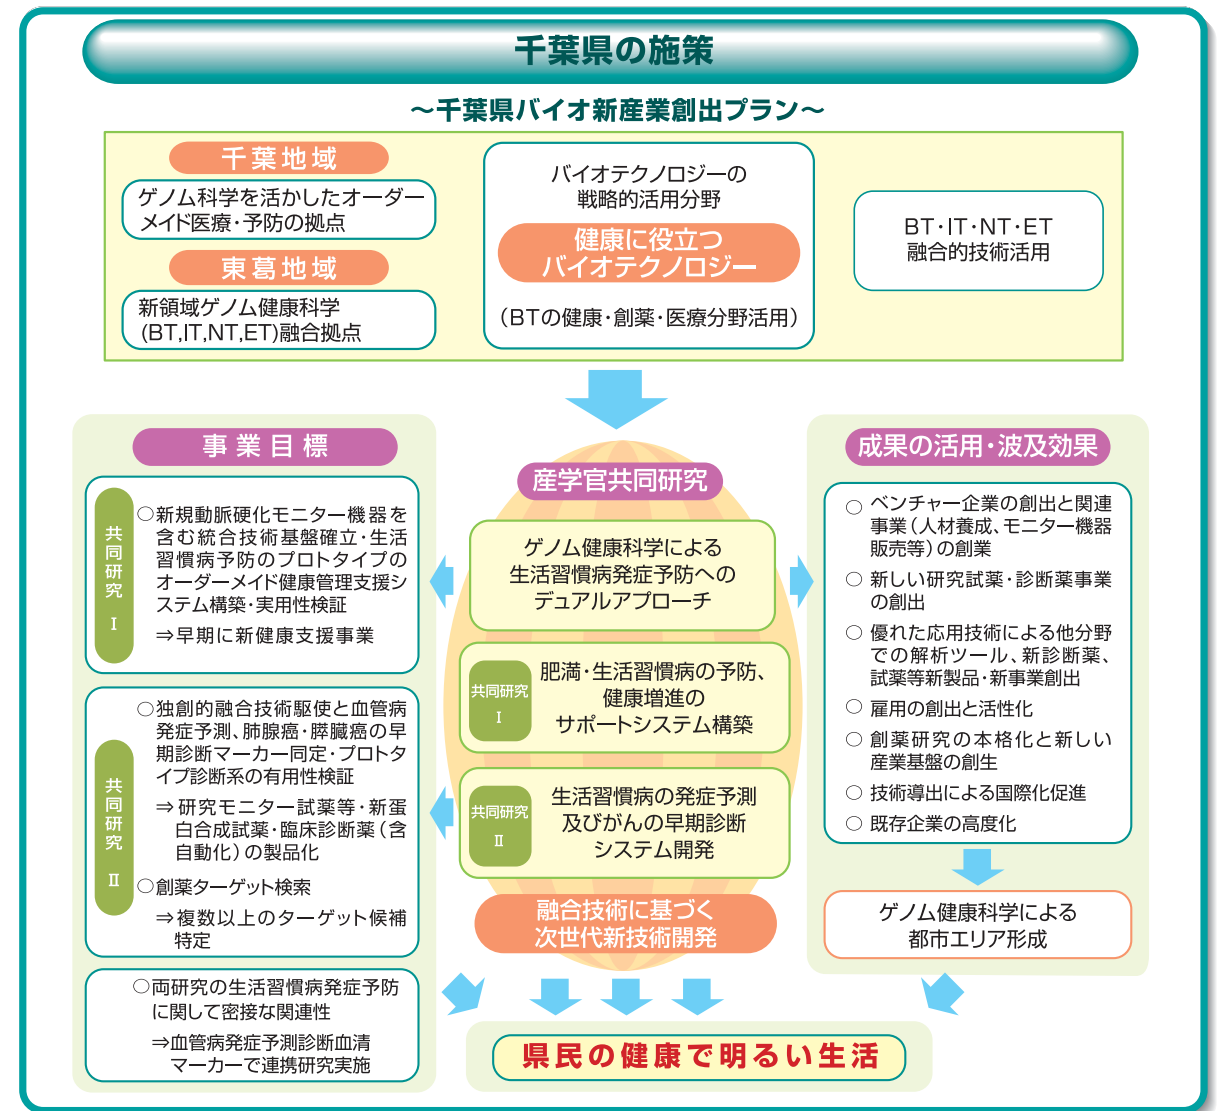 千葉県の施策
～千葉県バイオ新産業創出プラン～
千葉地域
ゲノム科学を活かしたオーダー
メイド医療・予防の拠点
東葛地域
新領域ゲノム健康科学
(BT,IT,NT,ET)融合拠点
バイオテクノロジーの
戦略的活用分野
健康に役立つ
バイオテクノロジー
（BTの健康・創薬・医療分野活用）
BT・IT・NT・ET
融合的技術活用
事業目標
共同研究 Ⅰ
○新規動脈硬化モニター機器を
含む統合技術基盤確立・生活
習慣病予防のプロトタイプの
オーダーメイド健康管理支援シ
ステム構築・実用性検証
⇒早期に新健康支援事業
共同研究 Ⅱ
○独創的融合技術駆使と血管病
発症予測、肺腺癌・膵臓癌の早
期診断マーカー同定・プロトタ
イプ診断系の有用性検証
⇒研究モニター試薬等・新蛋
白合成試薬・臨床診断薬（含
自動化）の製品化
○創薬ターゲット検索
⇒複数以上のターゲット候補
特定
○両研究の生活習慣病発症予防
に関して密接な関連性
⇒血管病発症予測診断血清
マーカーで連携研究実施
産学官共同研究
ゲノム健康科学による
生活習慣病発症予防への
デュアルアプローチ
共同研究
Ⅰ
肥満・生活習慣病の予防、
健康増進の
サポートシステム構築
共同研究
Ⅱ
生活習慣病の発症予測
及びがんの早期診断
システム開発
融合技術に基づく
次世代新技術開発
成果の活用・波及効果
○ ベンチャー企業の創出と関連
事業（人材養成、モニター機器
販売等）の創業
○ 新しい研究試薬・診断薬事業
の創出
○ 優れた応用技術による他分野
での解析ツール、新診断薬、
試薬等新製品・新事業創出
○ 雇用の創出と活性化
○ 創薬研究の本格化と新しい
産業基盤の創生
○ 技術導出による国際化促進
○ 既存企業の高度化
ゲノム健康科学による
都市エリア形成
県民の健康で明るい生活